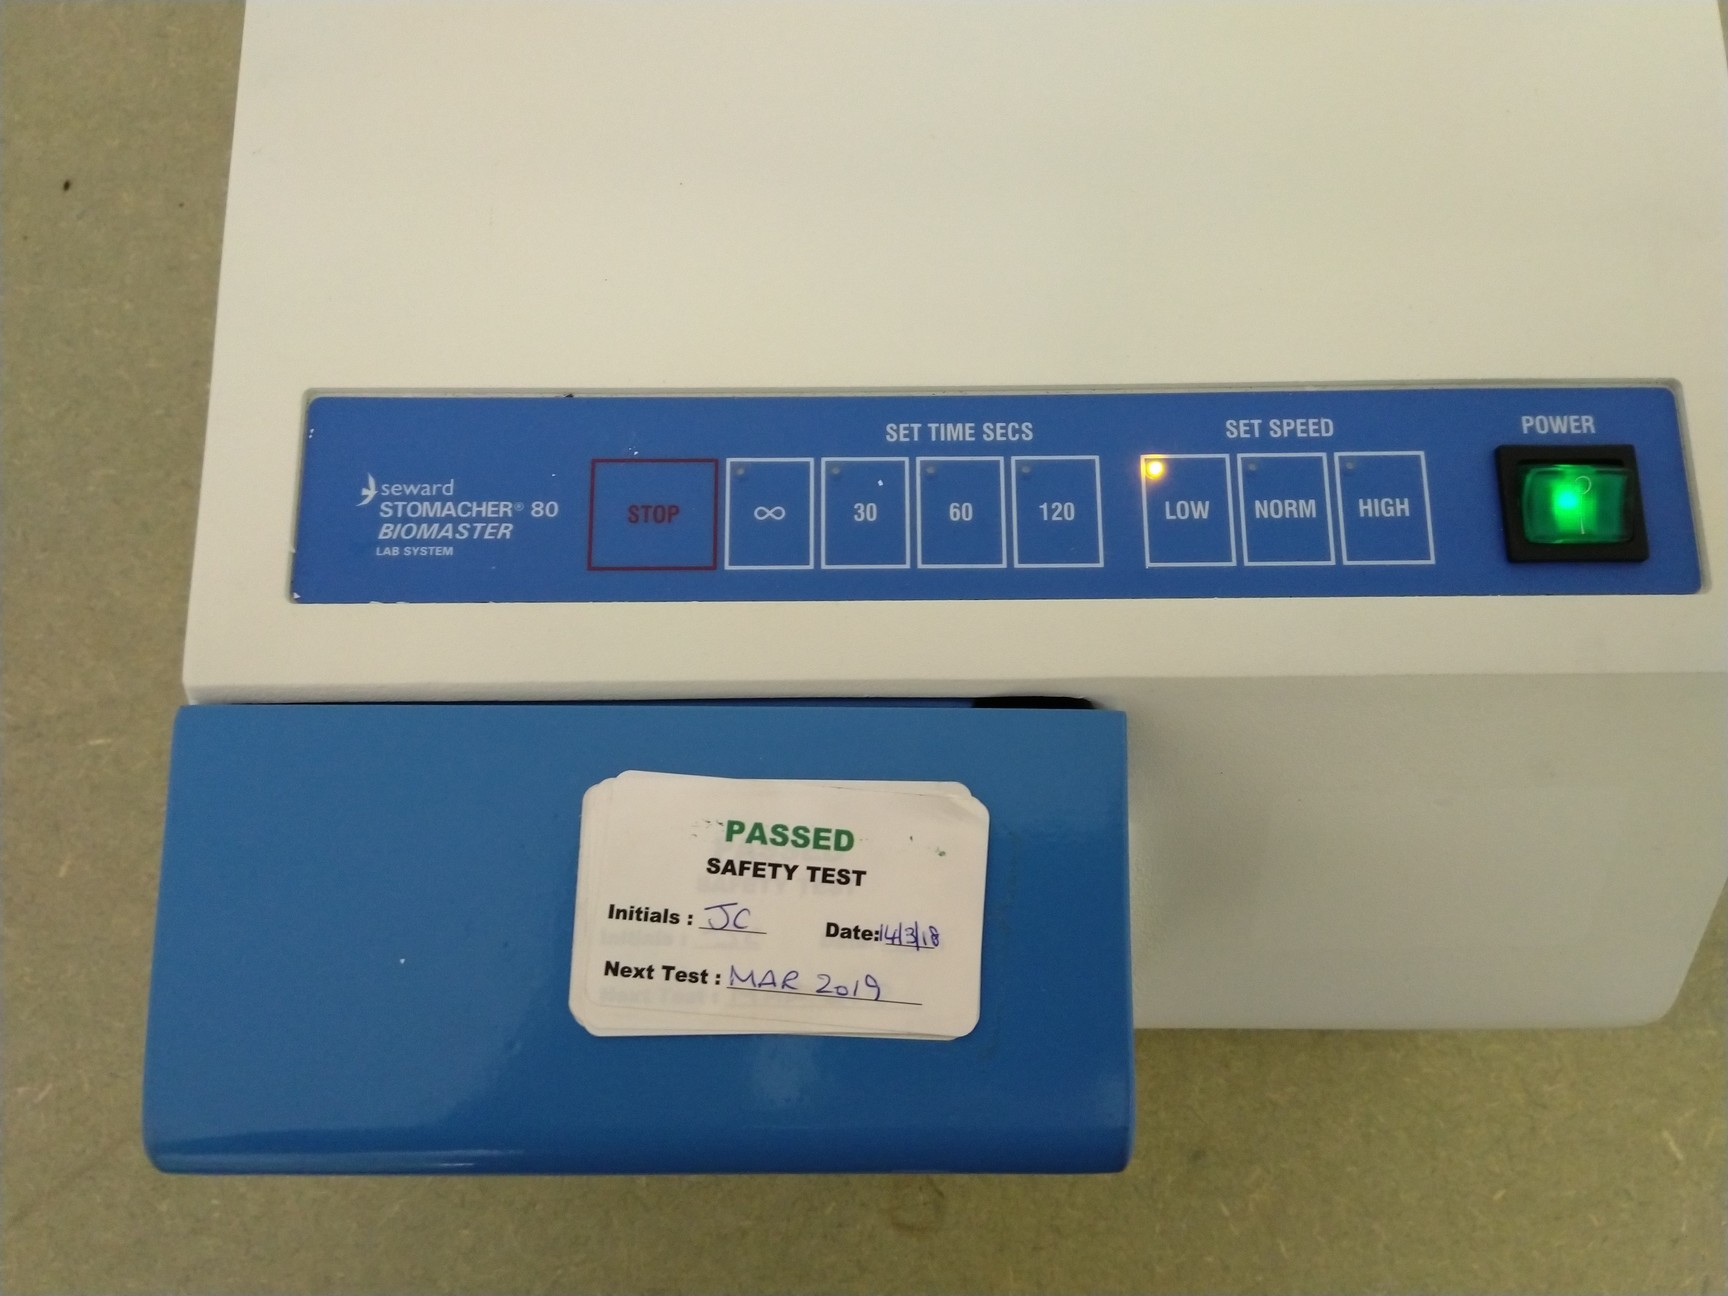 SET TIME SECS
SET SPEED
POWER
seward
STOMACHER® 80
BIOMASTER
LAB SYSTEM
STOP
∞
30
60
120
LOW
NORM
HIGH
PASSED
SAFETY TEST
Initials : JC Date: 14/3/18
Next Test : MAR 2019